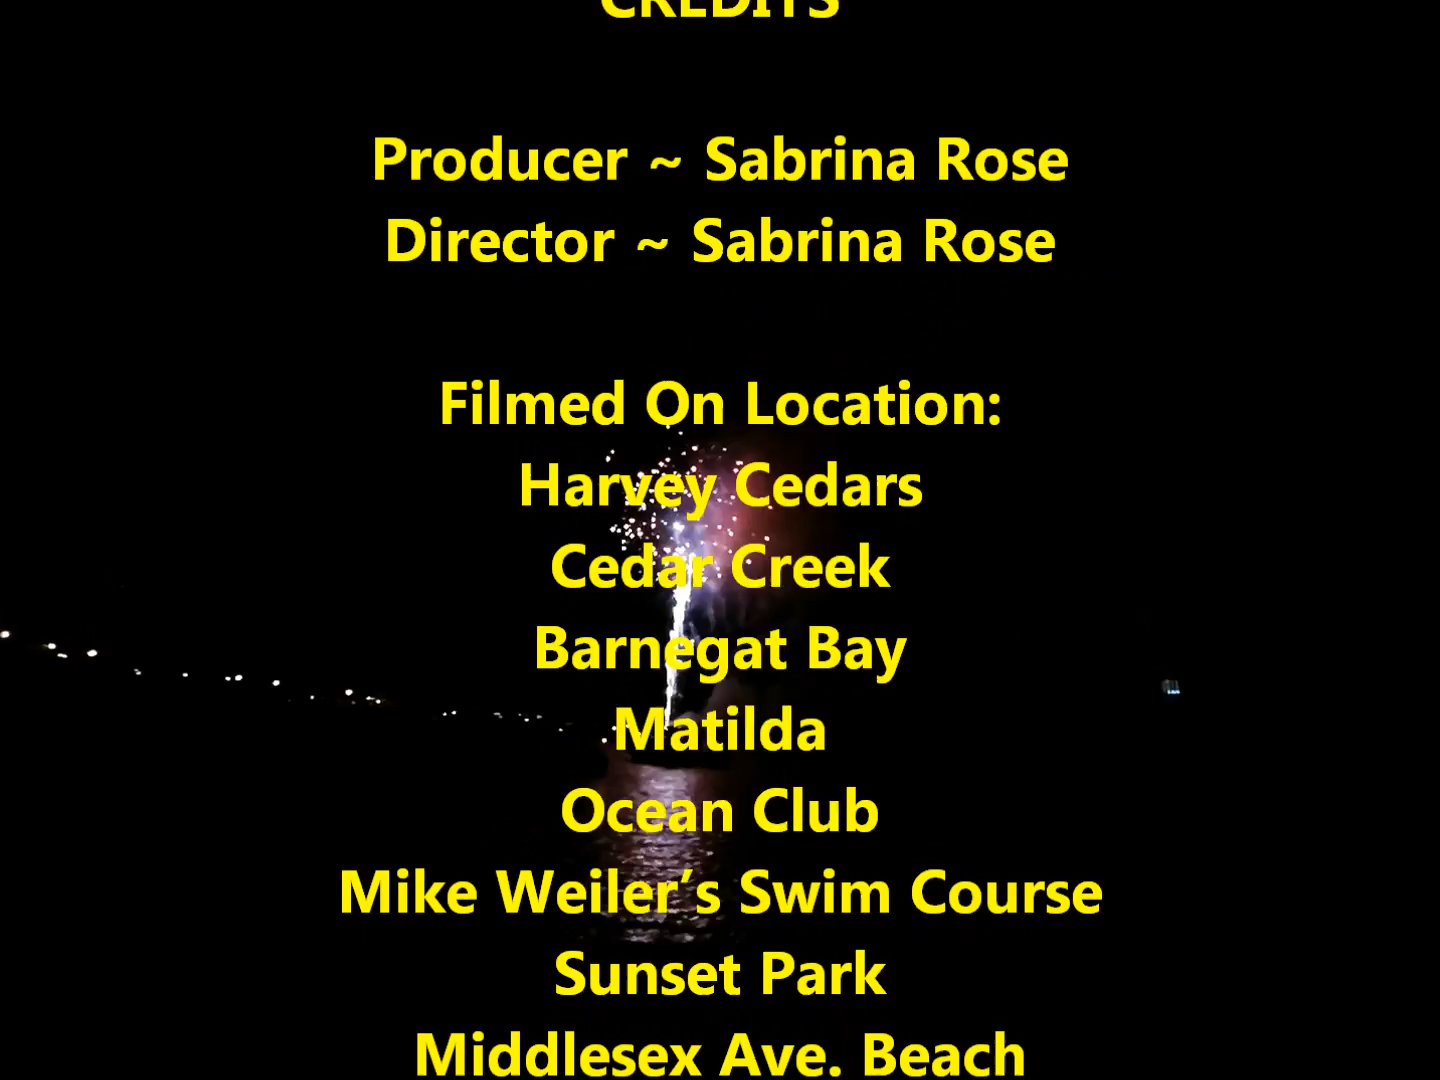 CREDITS
Producer ~ Sabrina Rose
Director ~ Sabrina Rose
Filmed On Location:
Harvey Cedars
Cedar Creek
Barnegat Bay
Matilda
Ocean Club
Mike Weiler’s Swim Course
Sunset Park
Middlesex Ave. Beach